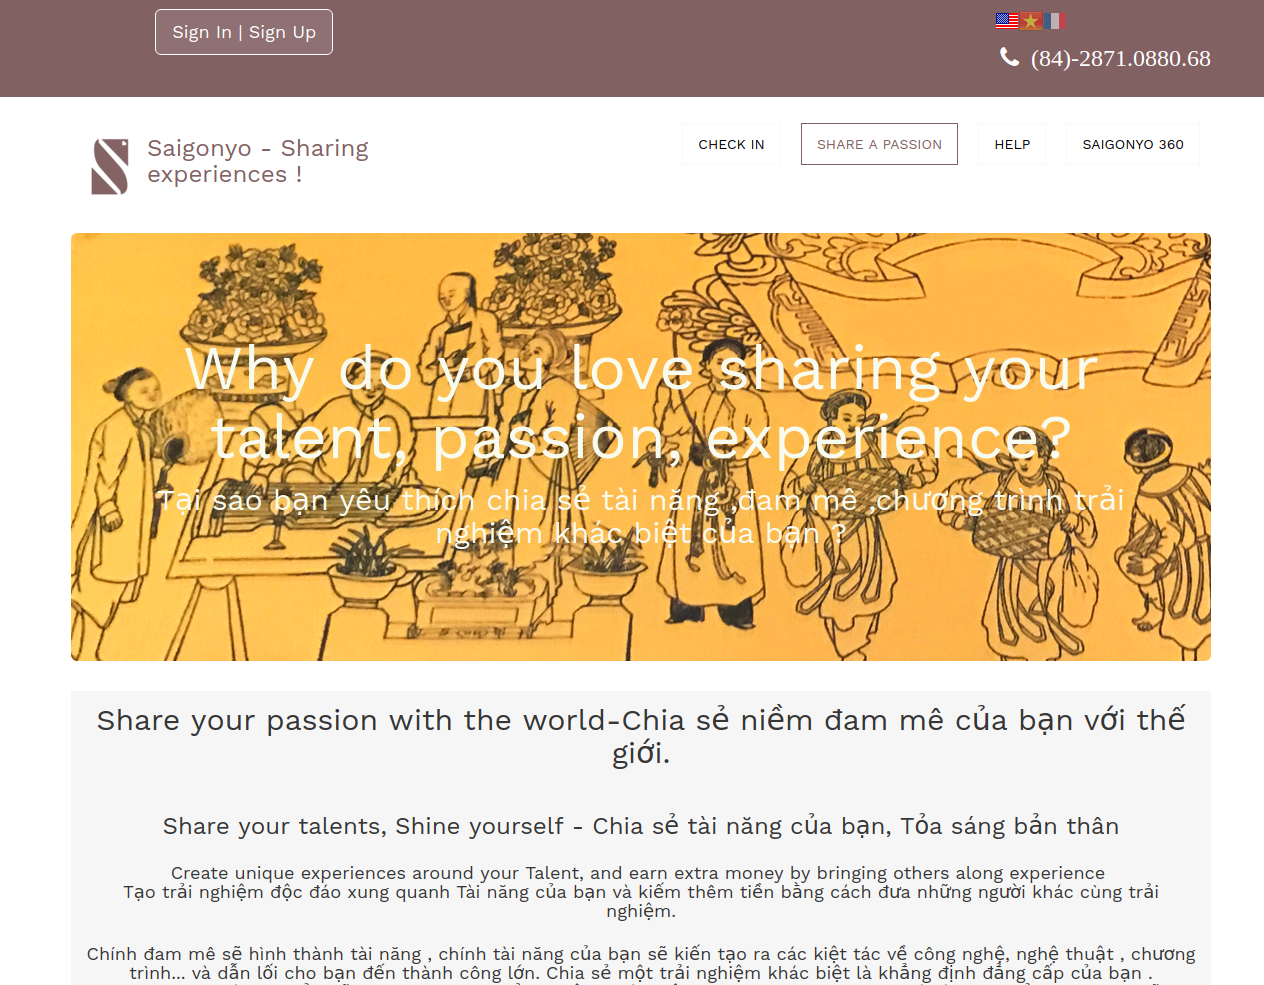 Sign In | Sign Up
(84)-2871.0880.68
Saigonyo - Sharing
experiences !
CHECK IN
SHARE A PASSION
HELP
SAIGONYO 360
Why do you love sharing your
talent, passion, experience?
Tại sao bạn yêu thích chia sẻ tài năng ,đam mê ,chương trình trải
nghiệm khác biệt của bạn ?
Share your passion with the world-Chia sẻ niềm đam mê của bạn với thế
giới.
Share your talents, Shine yourself - Chia sẻ tài năng của bạn, Tỏa sáng bản thân
Create unique experiences around your Talent, and earn extra money by bringing others along experience
Tạo trải nghiệm độc đáo xung quanh Tài năng của bạn và kiếm thêm tiền bằng cách đưa những người khác cùng trải
nghiệm.
Chính đam mê sẽ hình thành tài năng , chính tài năng của bạn sẽ kiến tạo ra các kiệt tác về công nghệ, nghệ thuật , chương
trình... và dẫn lối cho bạn đến thành công lớn. Chia sẻ một trải nghiệm khác biệt là khẳng định đẳng cấp của bạn .